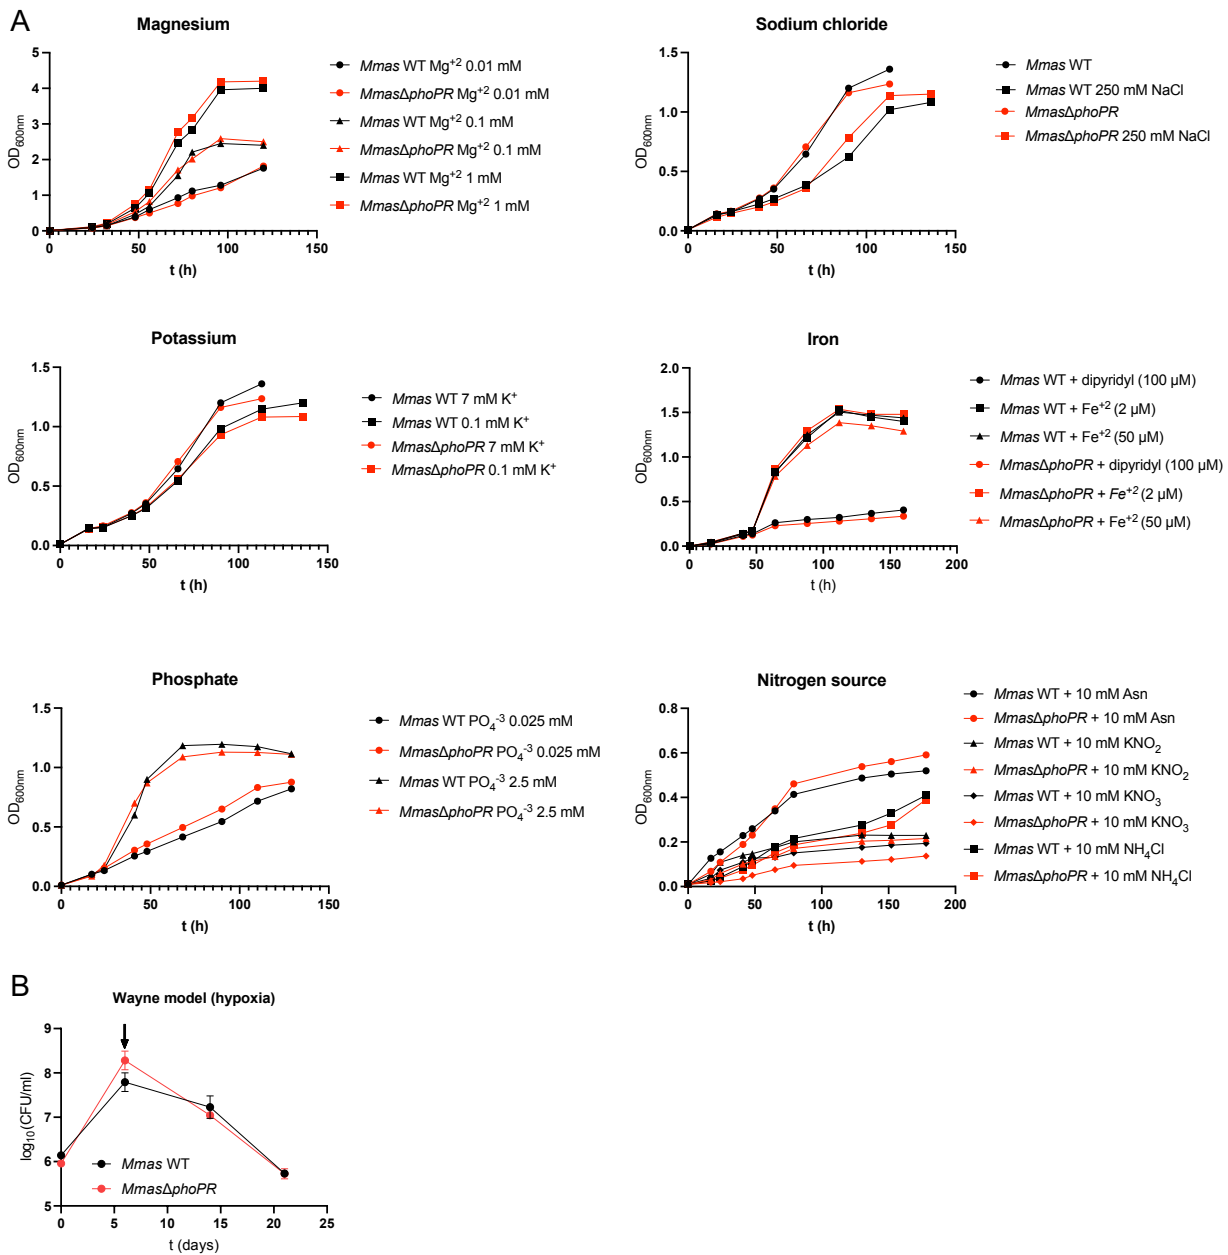 A
Magnesium
OD600nm
5
4
3
2
1
0
0 50 100 150
t (h)
Mmas WT Mg+2 0.01 mM
MmasΔphoPR Mg+2 0.01 mM
Mmas WT Mg+2 0.1 mM
MmasΔphoPR Mg+2 0.1 mM
Mmas WT Mg+2 1 mM
MmasΔphoPR Mg+2 1 mM
Sodium chloride
OD600nm
1.5
1.0
0.5
0.0
0 50 100 150
t (h)
Mmas WT
Mmas WT 250 mM NaCl
MmasΔphoPR
MmasΔphoPR 250 mM NaCl
Potassium
OD600nm
1.5
1.0
0.5
0.0
0 50 100 150
t (h)
Mmas WT 7 mM K+
Mmas WT 0.1 mM K+
MmasΔphoPR 7 mM K+
MmasΔphoPR 0.1 mM K+
Iron
OD600nm
2.0
1.5
1.0
0.5
0.0
0 50 100 150 200
t (h)
Mmas WT + dipyridyl (100 µM)
Mmas WT + Fe+2 (2 µM)
Mmas WT + Fe+2 (50 µM)
MmasΔphoPR + dipyridyl (100 µM)
MmasΔphoPR + Fe+2 (2 µM)
MmasΔphoPR + Fe+2 (50 µM)
Phosphate
OD600nm
1.5
1.0
0.5
0.0
0 50 100 150
t (h)
Mmas WT PO4-3 0.025 mM
MmasΔphoPR PO4-3 0.025 mM
Mmas WT PO4-3 2.5 mM
MmasΔphoPR PO4-3 2.5 mM
Nitrogen source
OD600nm
0.8
0.6
0.4
0.2
0.0
0 50 100 150 200
t (h)
Mmas WT + 10 mM Asn
MmasΔphoPR + 10 mM Asn
Mmas WT + 10 mM KNO2
MmasΔphoPR + 10 mM KNO2
Mmas WT + 10 mM KNO3
MmasΔphoPR + 10 mM KNO3
Mmas WT + 10 mM NH4Cl
MmasΔphoPR + 10 mM NH4Cl
B
Wayne model (hypoxia)
log10(CFU/ml)
9
8
7
6
5
0 5 10 15 20 25
t (days)
Mmas WT
MmasΔphoPR